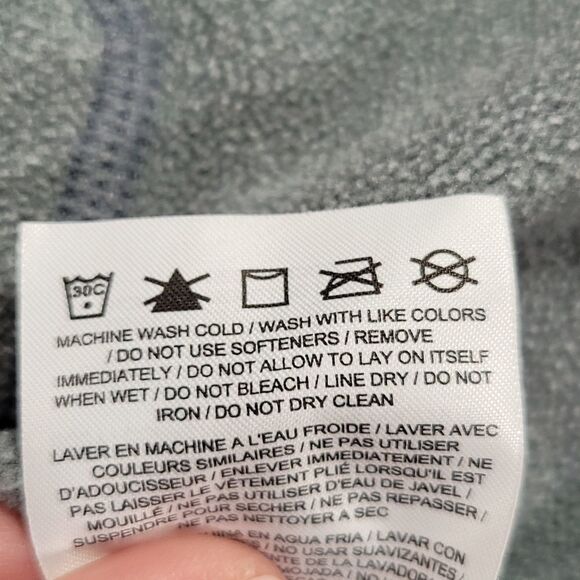 30C
MACHINE WASH COLD / WASH WITH LIKE COLORS
/ DO NOT USE SOFTENERS / REMOVE
IMMEDIATELY / DO NOT ALLOW TO LAY ON ITSELF
WHEN WET / DO NOT BLEACH / LINE DRY / DO NOT
IRON / DO NOT DRY CLEAN
LAVER EN MACHINE A L'EAU FROIDE / LAVER AVEC
COULEURS SIMILAIRES / NE PAS UTILISER
D'ADOUCISSEUR / ENLEVER IMMEDIATEMENT / NE
PAS LAISSER LE VÊTEMENT PLIÉ LORSQU'IL EST
MOUILLÉ / NE PAS UTILISER D'EAU DE JAVEL /
SUSPENDRE POUR SECHER / NE PAS REPASSER /
NE PAS NETTOYER A SEC
EN AGUA FRIA / LAVAR CON
/ NO USAR SUAVIZANTES /
DE LA LAVADORA